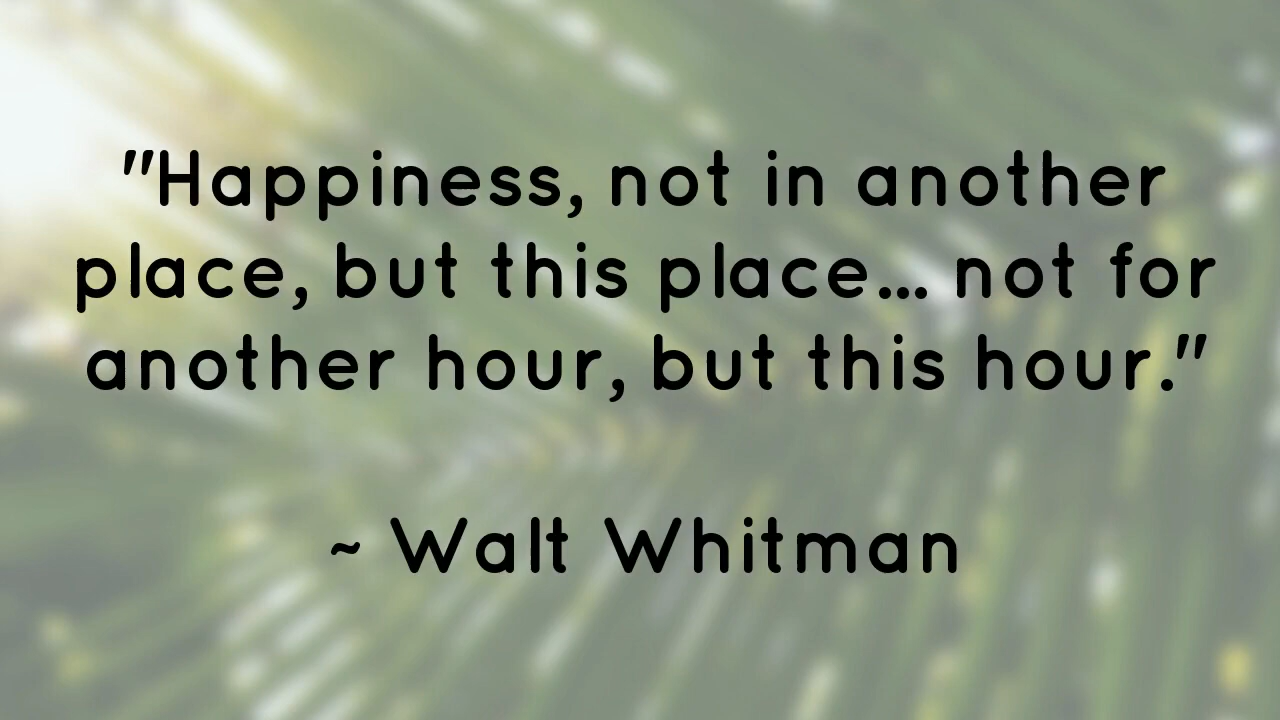 "Happiness, not in another
place, but this place... not for
another hour, but this hour."
~ Walt Whitman